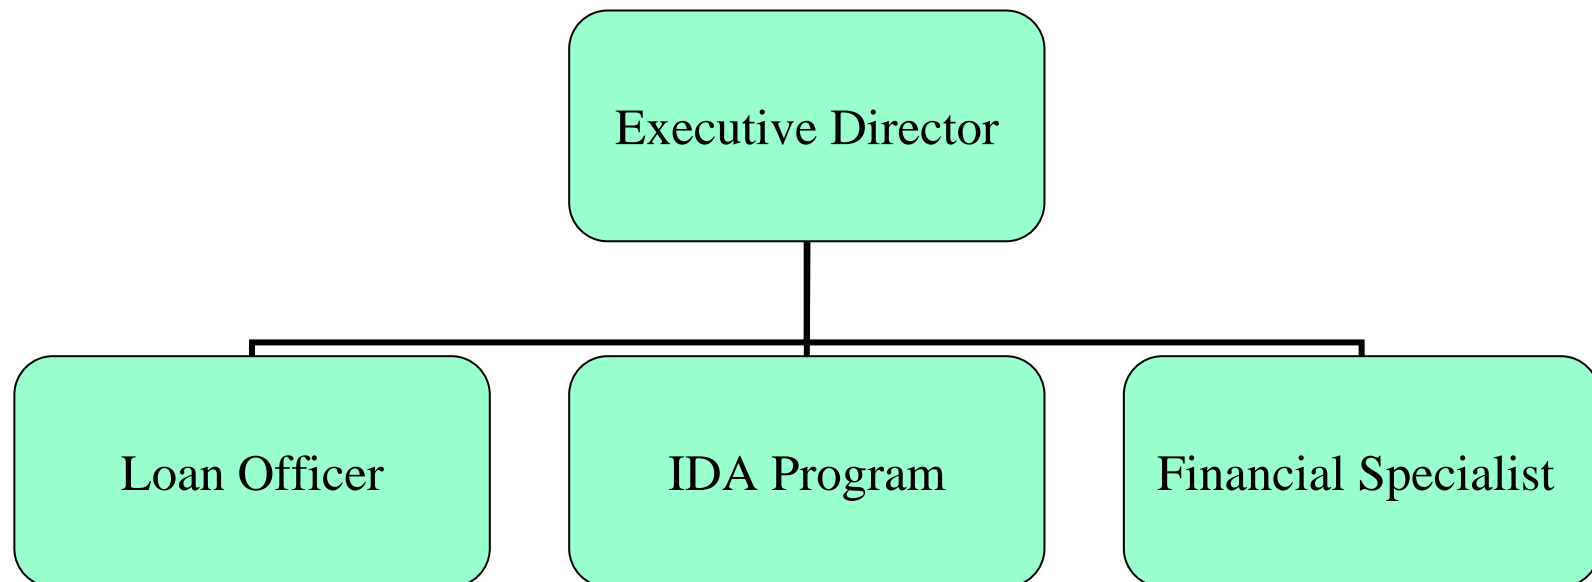 Executive Director
Loan Officer
IDA Program
Financial Specialist